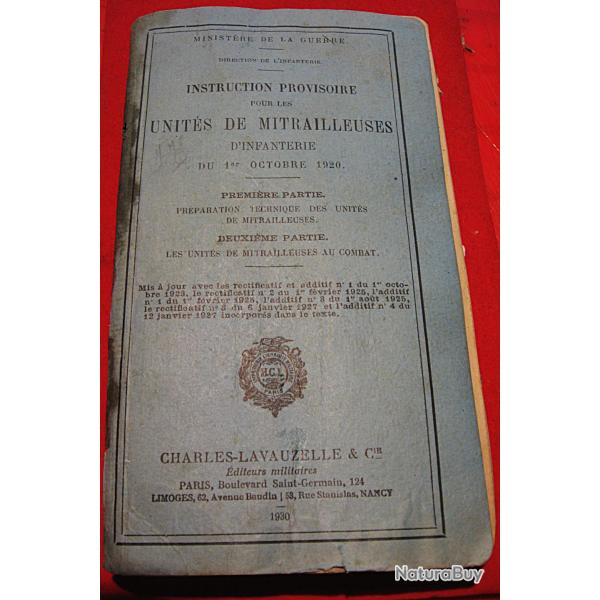 MINISTÈRE DE LA GUERRE
DIRECTION DE L'INFANTERIE
INSTRUCTION PROVISOIRE
POUR LES
UNITÉS DE MITRAILLEUSES
D'INFANTERIE
DU 1er OCTOBRE 1920.
PREMIÈRE PARTIE.
PRÉPARATION TECHNIQUE DES UNITÉS
DE MITRAILLEUSES.
DEUXIÈME PARTIE.
LES UNITÉS DE MITRAILLEUSES AU COMBAT.
Mis à jour avec les rectificatif et additif n° 1 du 1er octo-
bre 1923, le rectificatif n° 2 du 1er février 1925, l'additif
n° 1 du 1er février 1925, l'additif n° 3 du 1er août 1925,
le rectificatif n° 3 du 6 janvier 1927 et l'additif n° 4 du
12 janvier 1927 incorporés dans le texte.
H.C.L
PARIS
CHARLES-LAVAUZELLE & CIE
Éditeurs militaires
PARIS, Boulevard Saint-Germain, 124
LIMOGES, 62, Avenue Baudin | 53, Rue Stanislas, NANCY
1930
NaturaBuy